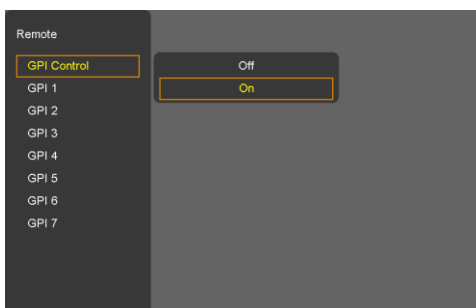 Remote
GPI Control
Off
GPI 1
On
GPI 2
GPI 3
GPI 4
GPI 5
GPI 6
GPI 7